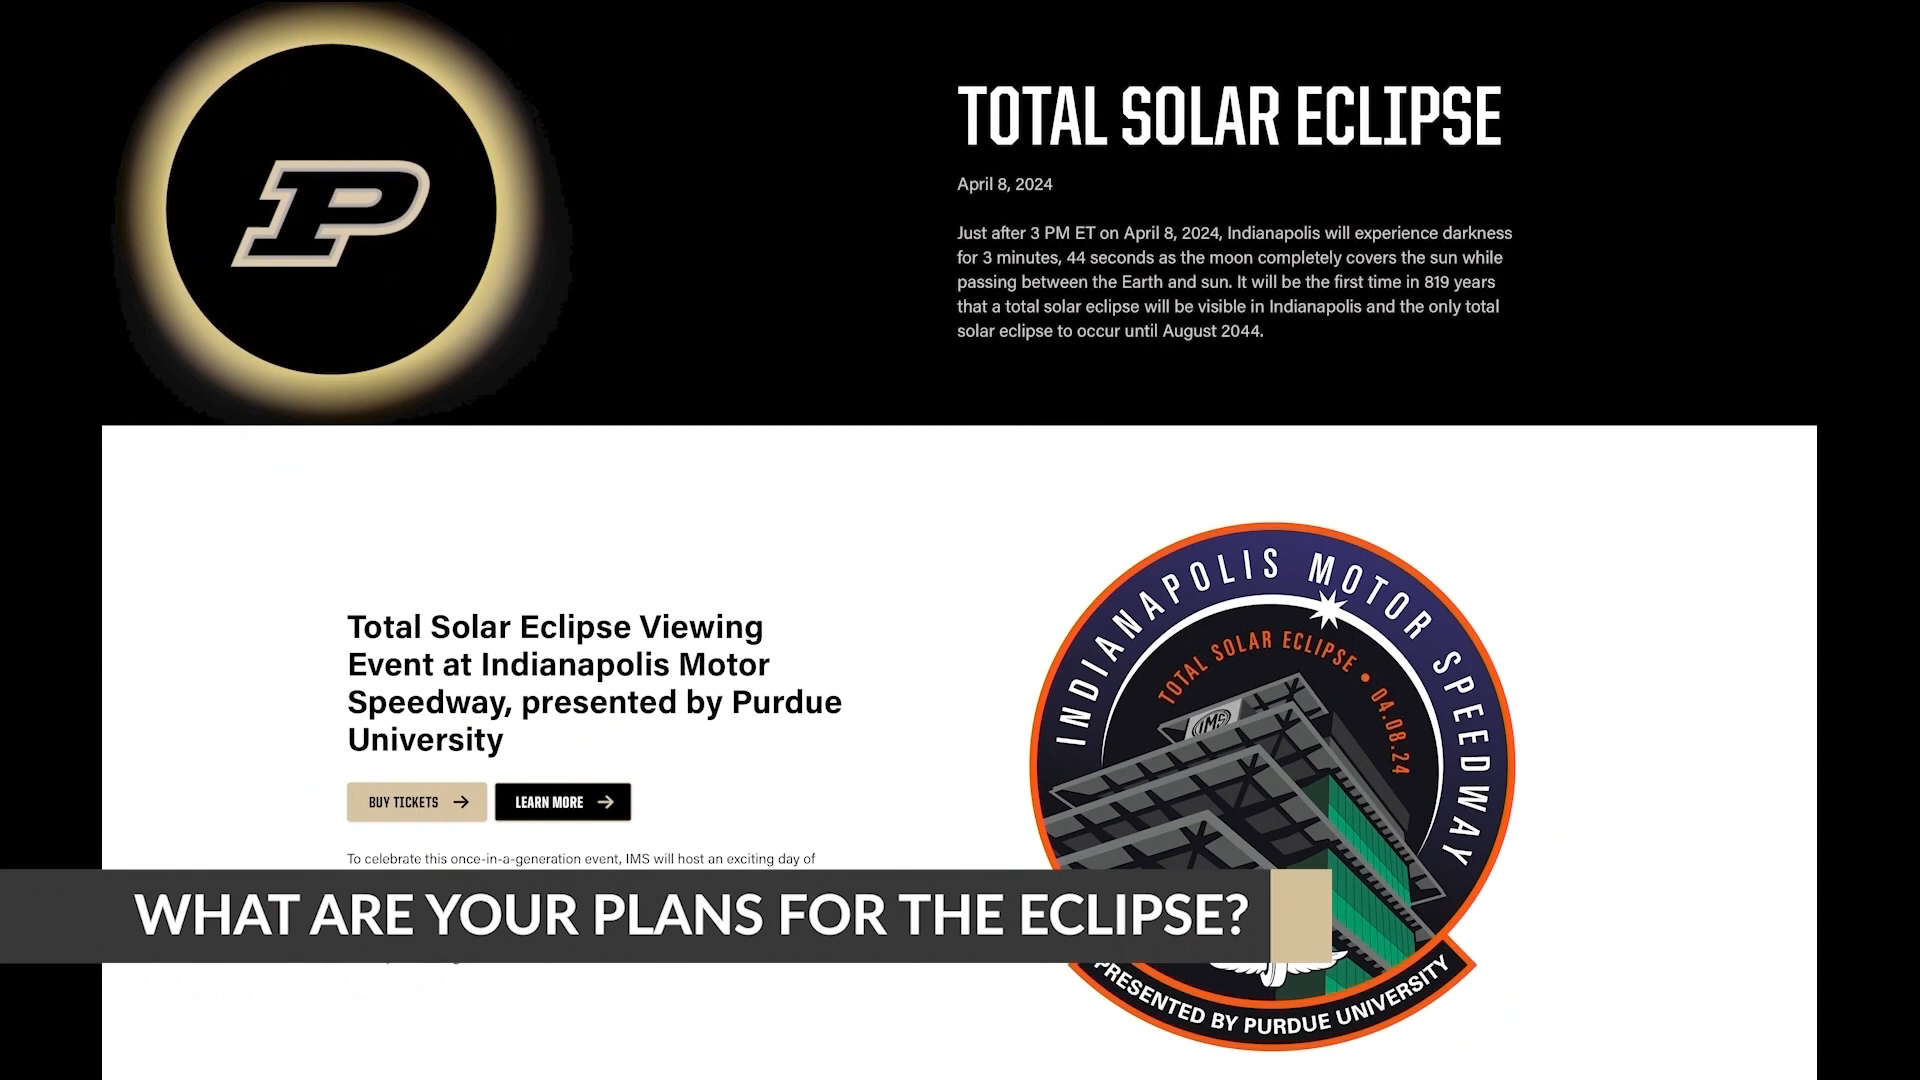 P
TOTAL SOLAR ECLIPSE
April 8, 2024
Just after 3 PM ET on April 8, 2024, Indianapolis will experience darkness
for 3 minutes, 44 seconds as the moon completely covers the sun while
passing between the Earth and sun. It will be the first time in 819 years
that a total solar eclipse will be visible in Indianapolis and the only total
solar eclipse to occur until August 2044.
Total Solar Eclipse Viewing
Event at Indianapolis Motor
Speedway, presented by Purdue
University
BUY TICKETS
LEARN MORE
To celebrate this once-in-a-generation event, IMS will host an exciting day of
INDIANAPOLIS MOTOR SPEEDWAY
TOTAL SOLAR ECLIPSE • 04.08.24
IMS
PRESENTED BY PURDUE UNIVERSITY
WHAT ARE YOUR PLANS FOR THE ECLIPSE?